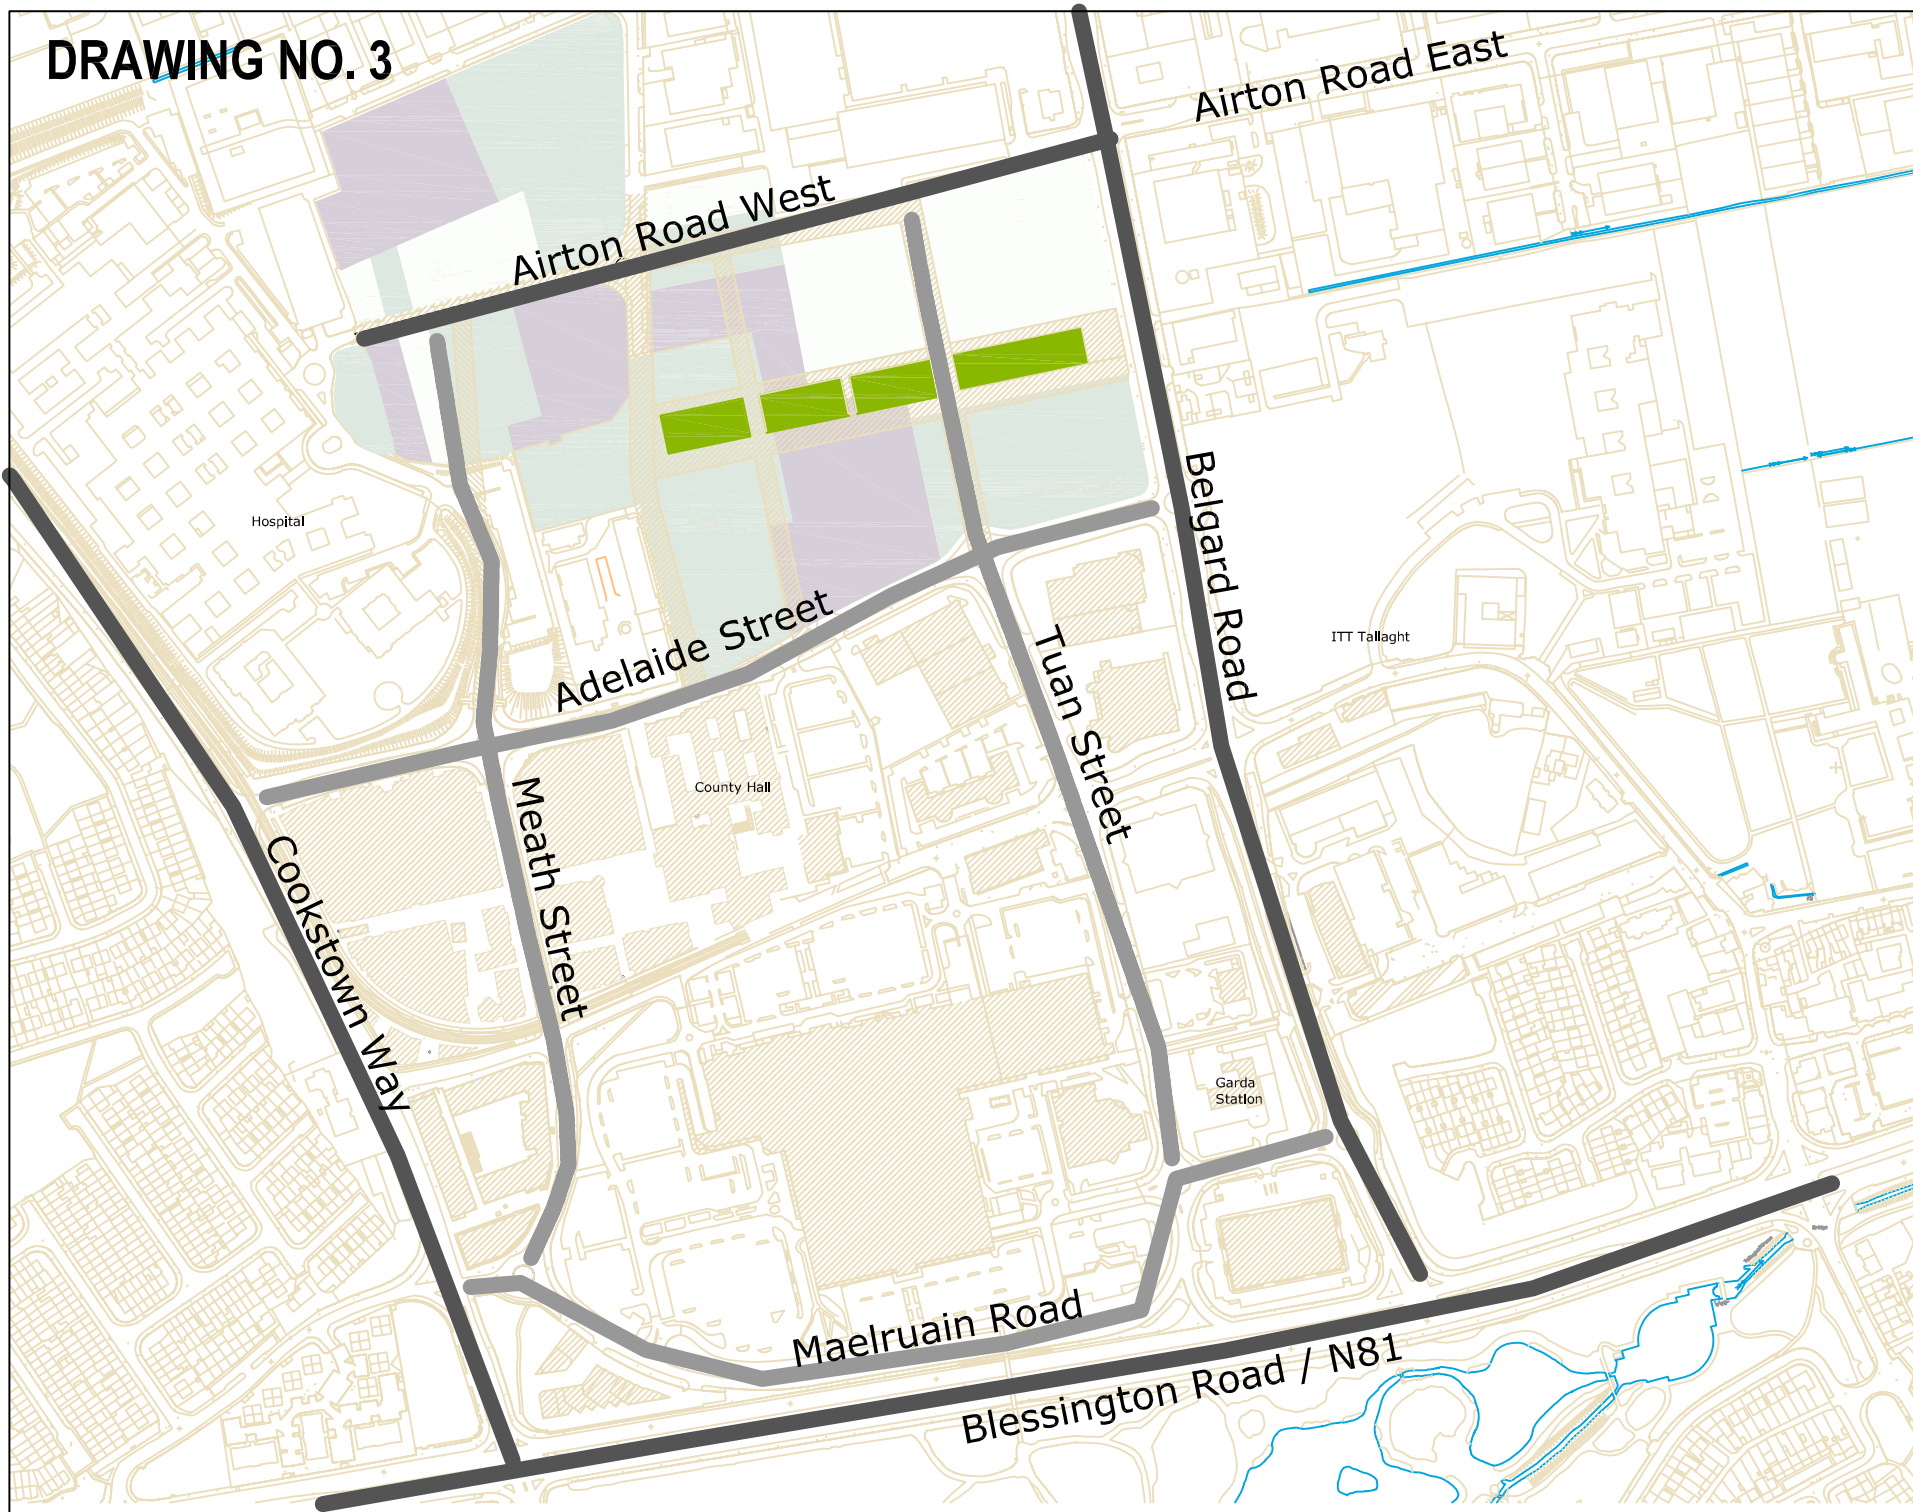 DRAWING NO. 3
Airton Road East
Airton Road West
Belgard Road
Hospital
Adelaide Street
ITT Tallaght
Tuan Street
County Hall
Meath Street
Cookstown Way
Garda
Station
Maelruain Road
Blessington Road / N81